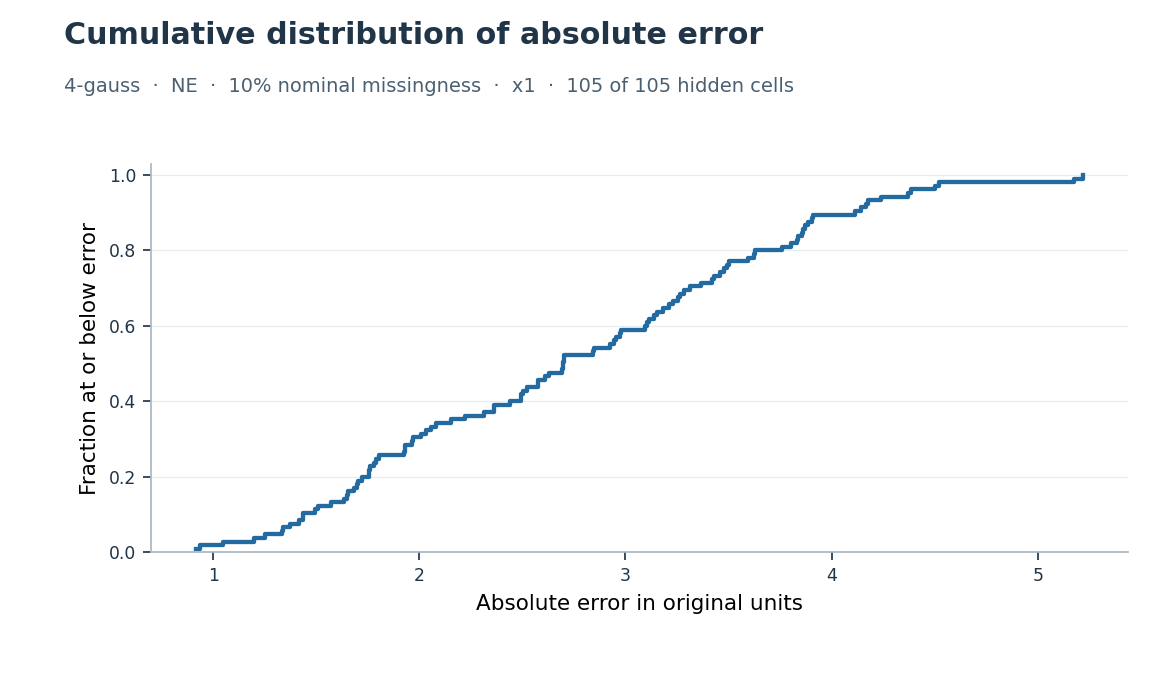 Cumulative distribution of absolute error
4-gauss · NE · 10% nominal missingness · x1 · 105 of 105 hidden cells
Fraction at or below error
1.0
0.8
0.6
0.4
0.2
0.0
1 2 3 4 5
Absolute error in original units